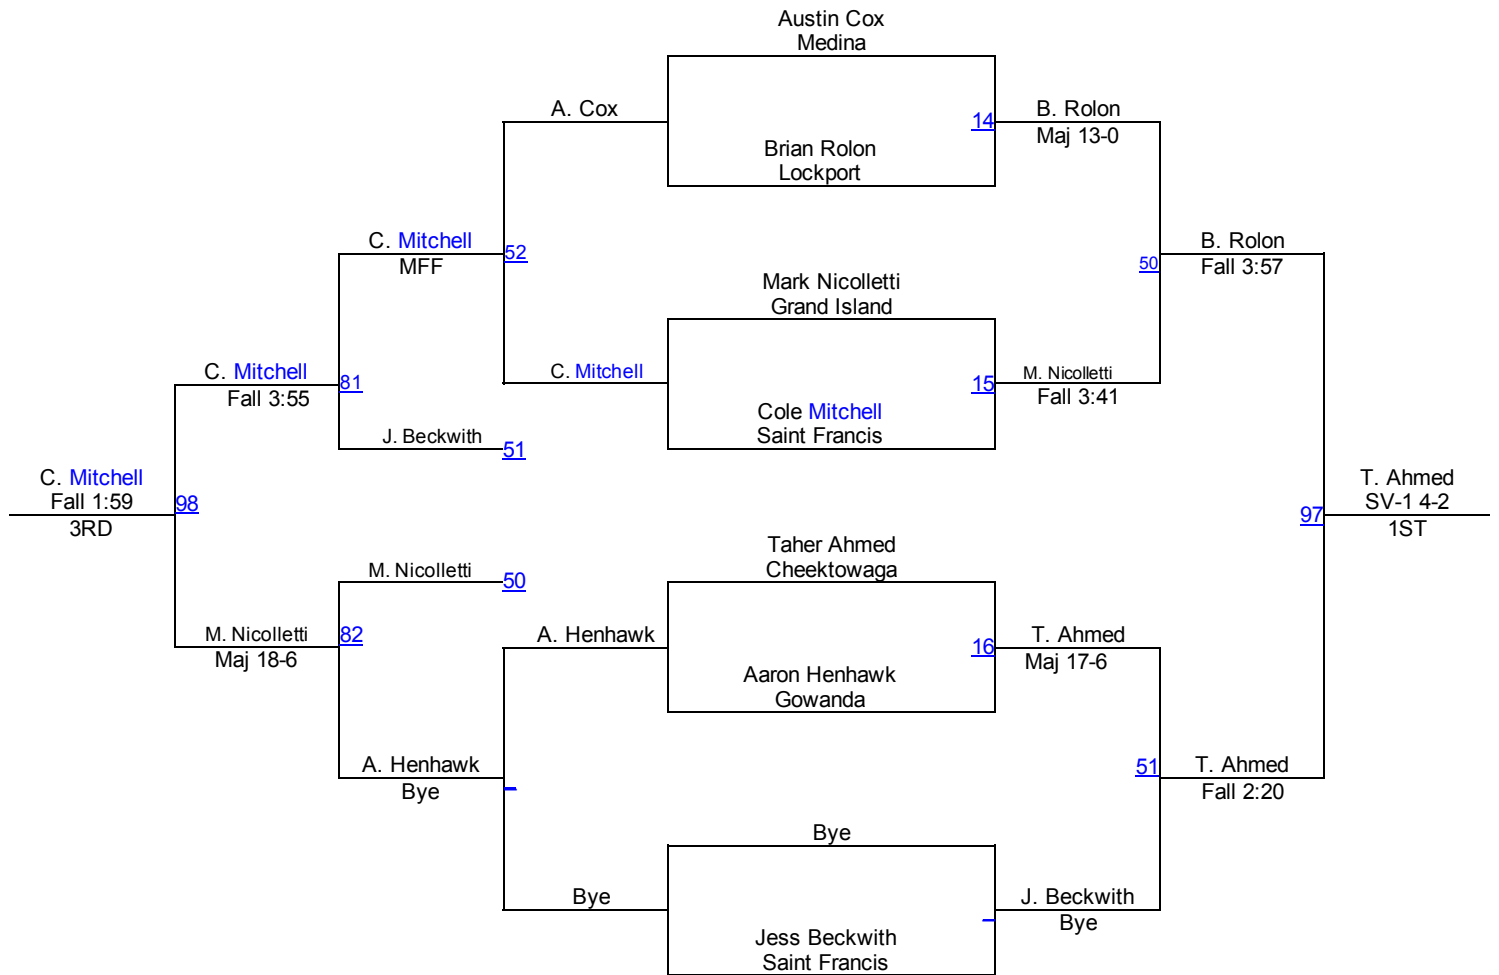 Austin Cox
Medina
A. Cox
14
B. Rolon
Maj 13-0
Brian Rolon
Lockport
C. Mitchell
MFF
52
50
B. Rolon
Fall 3:57
Mark Nicolletti
Grand Island
C. Mitchell
Fall 3:55
81
C. Mitchell
15
M. Nicolletti
Fall 3:41
Cole Mitchell
Saint Francis
J. Beckwith
51
C. Mitchell
Fall 1:59
3RD
98
97
T. Ahmed
SV-1 4-2
1ST
Taher Ahmed
Cheektowaga
M. Nicolletti
50
M. Nicolletti
Maj 18-6
82
A. Henhawk
16
T. Ahmed
Maj 17-6
Aaron Henhawk
Gowanda
A. Henhawk
Bye
51
T. Ahmed
Fall 2:20
Bye
Bye
J. Beckwith
Bye
Jess Beckwith
Saint Francis